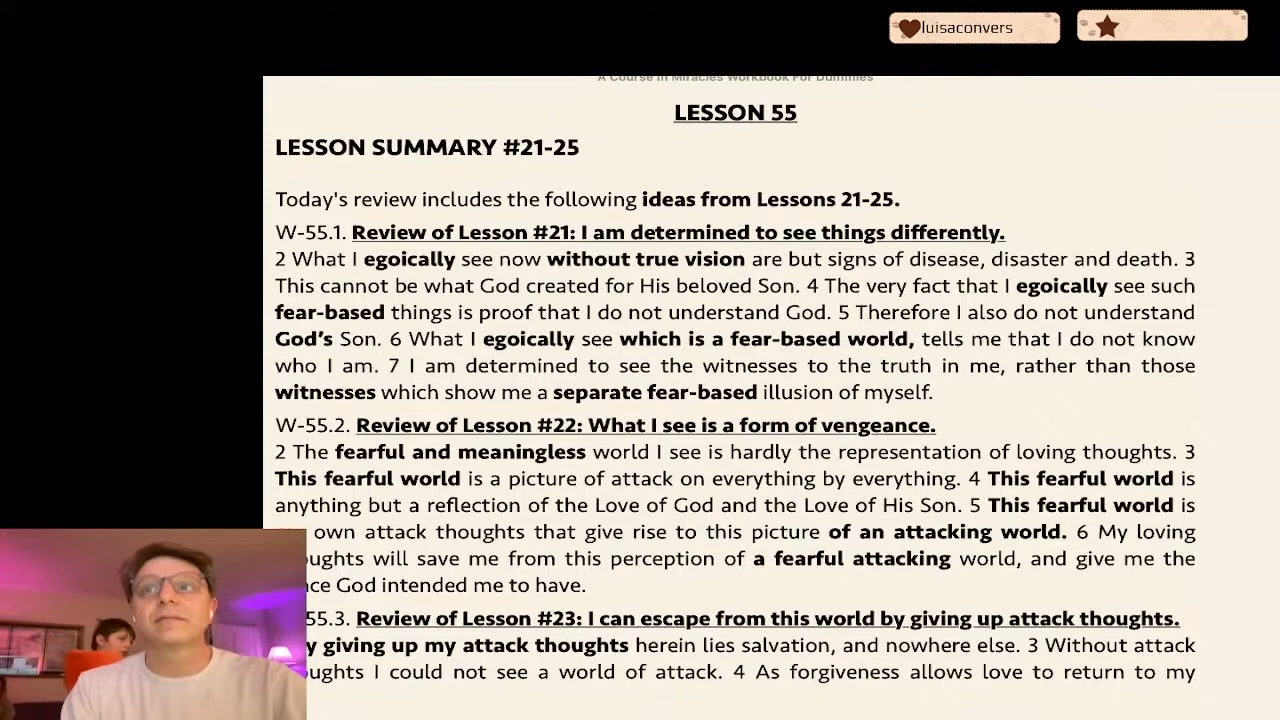 luisaconvers
A Course in Miracles Workbook For Dummies
LESSON 55
LESSON SUMMARY #21-25
Today's review includes the following ideas from Lessons 21-25.
W-55.1. Review of Lesson #21: I am determined to see things differently.
2 What I egoically see now without true vision are but signs of disease, disaster and death. 3
This cannot be what God created for His beloved Son. 4 The very fact that I egoically see such
fear-based things is proof that I do not understand God. 5 Therefore I also do not understand
God's Son. 6 What I egoically see which is a fear-based world, tells me that I do not know
who I am. 7 I am determined to see the witnesses to the truth in me, rather than those
witnesses which show me a separate fear-based illusion of myself.
W-55.2. Review of Lesson #22: What I see is a form of vengeance.
2 The fearful and meaningless world I see is hardly the representation of loving thoughts. 3
This fearful world is a picture of attack on everything by everything. 4 This fearful world is
anything but a reflection of the Love of God and the Love of His Son. 5 This fearful world is
own attack thoughts that give rise to this picture of an attacking world. 6 My loving
will save me from this perception of a fearful attacking world, and give me the
God intended me to have.
55.3. Review of Lesson #23: I can escape from this world by giving up attack thoughts.
giving up my attack thoughts herein lies salvation, and nowhere else. 3 Without attack
I could not see a world of attack. 4 As forgiveness allows love to return to my